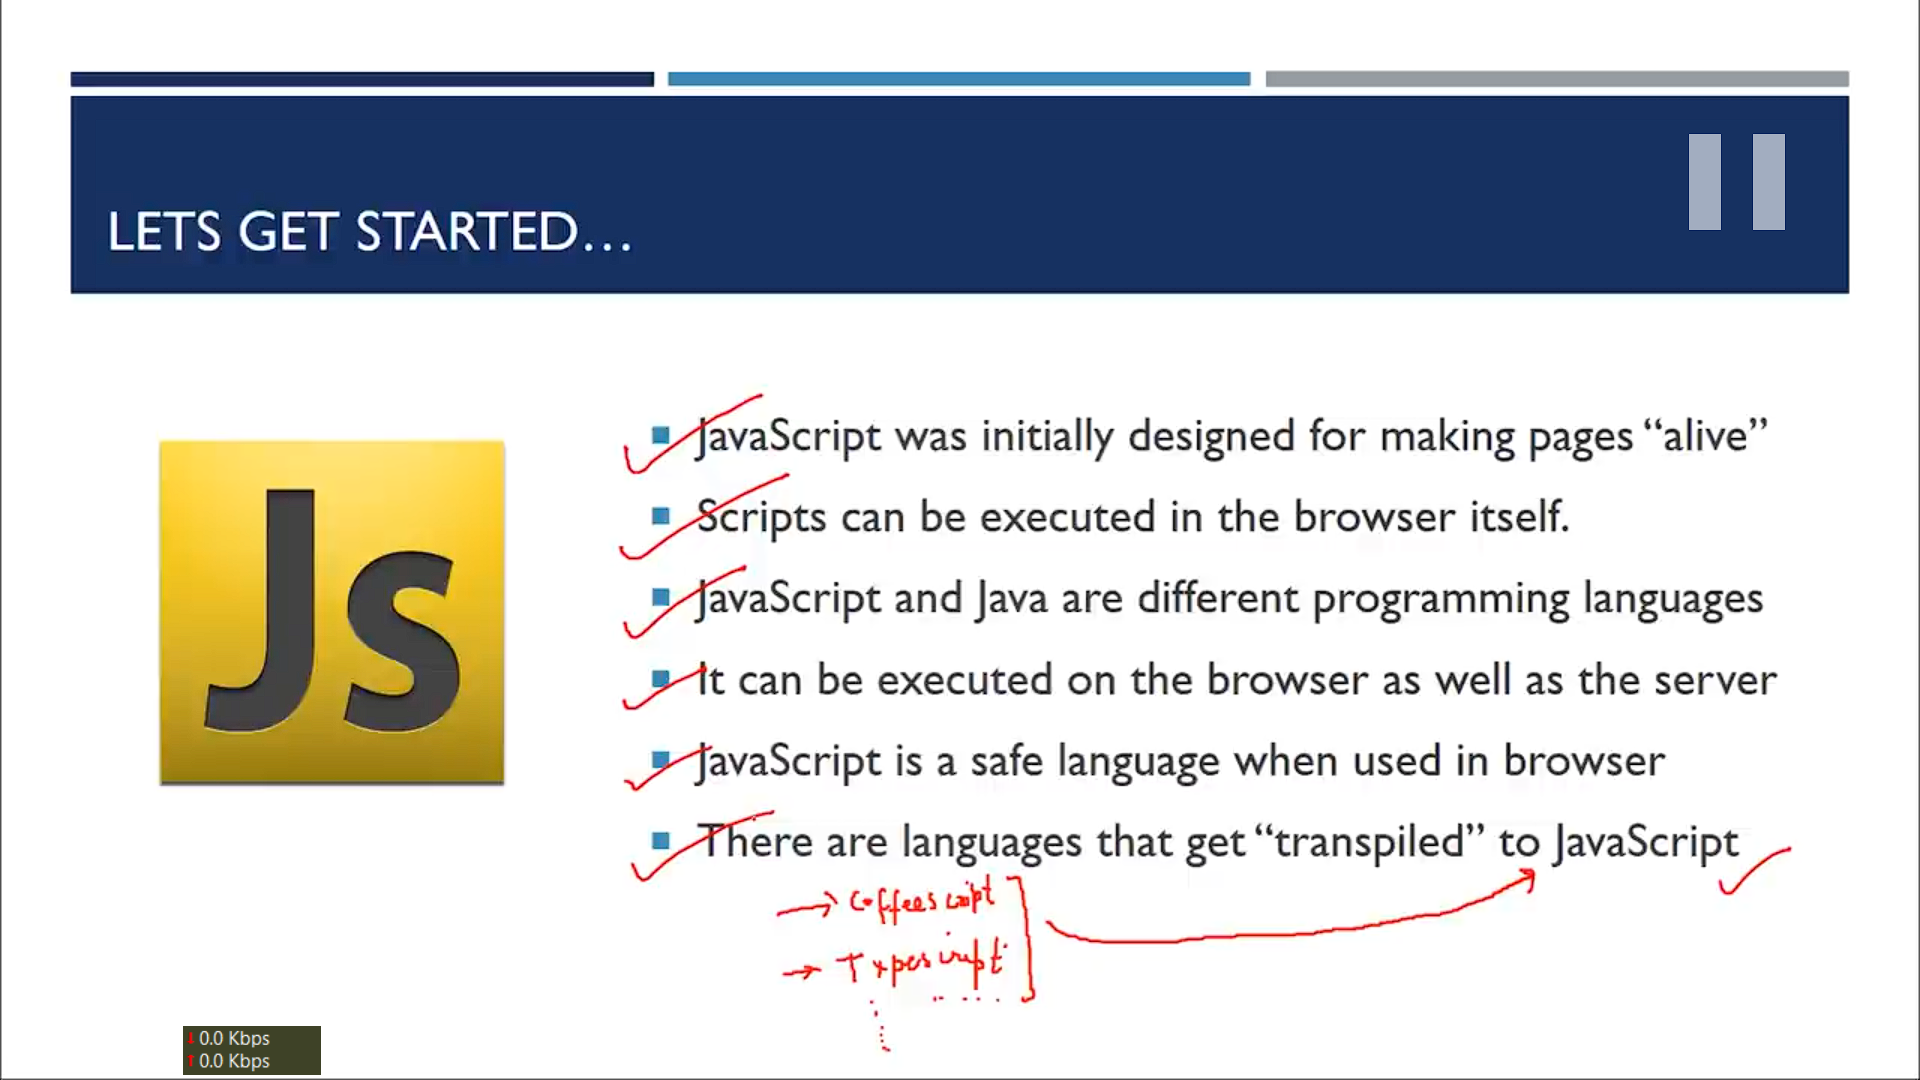 LETS GET STARTED...
Js
JavaScript was initially designed for making pages “alive”
Scripts can be executed in the browser itself.
JavaScript and Java are different programming languages
It can be executed on the browser as well as the server
JavaScript is a safe language when used in browser
There are languages that get “transpiled” to JavaScript
→ Coffeescript
→ Typescript
0.0 Kbps
0.0 Kbps